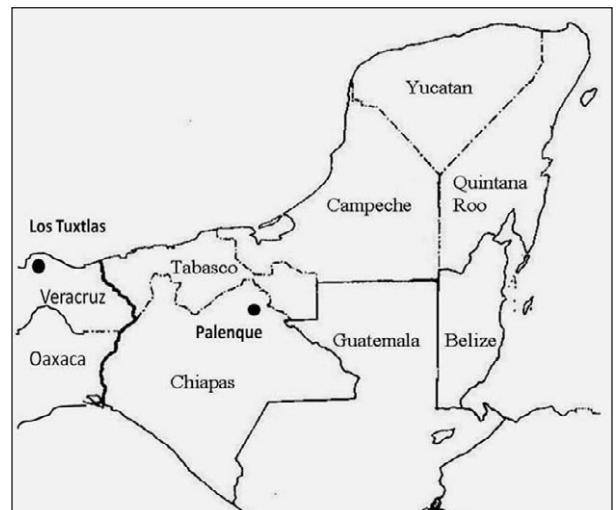 Yucatan
Campeche
Quintana
Roo
Los Tuxtlas
Tabasco
Veracruz
Palenque
Guatemala
Belize
Oaxaca
Chiapas